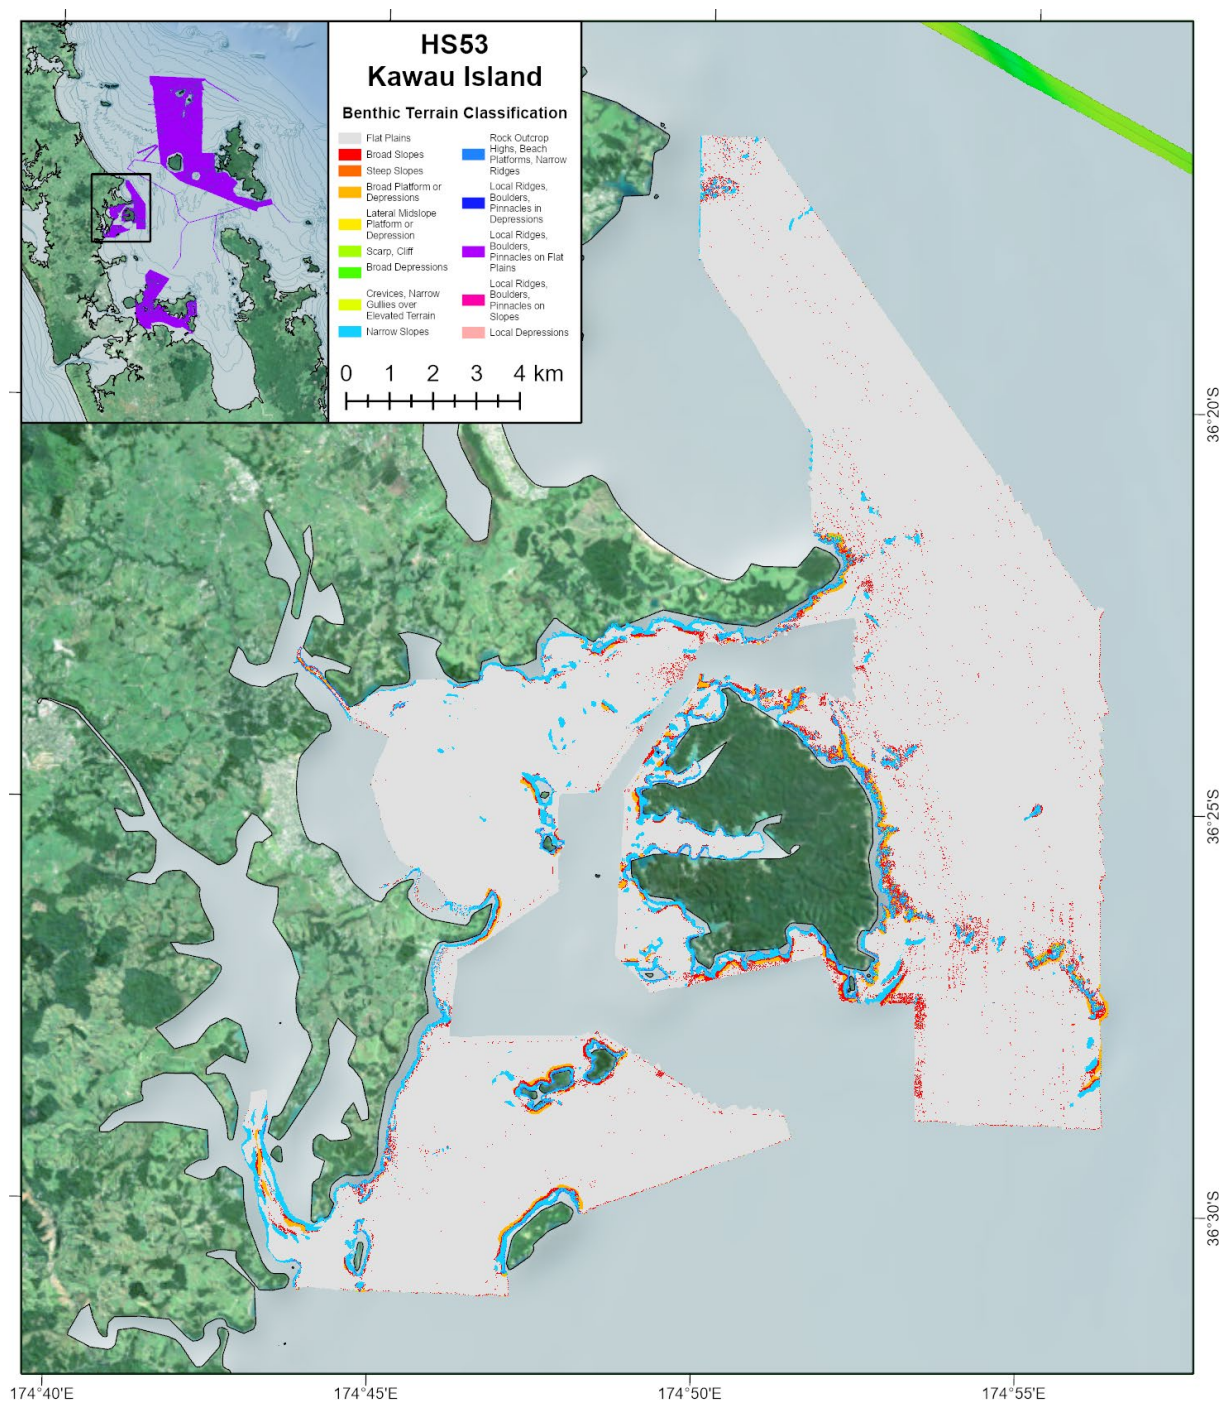 HS53
Kawau Island
Benthic Terrain Classification
Flat Plains
Broad Slopes
Steep Slopes
Broad Platform or
Depressions
Lateral Midslope
Platform or
Depression
Scarp, Cliff
Broad Depressions
Crevices, Narrow
Gullies over
Elevated Terrain
Narrow Slopes
Rock Outcrop
Highs, Beach
Platforms, Narrow
Ridges
Local Ridges,
Boulders,
Pinnacles in
Depressions
Local Ridges,
Boulders,
Pinnacles on Flat
Plains
Local Ridges,
Boulders,
Pinnacles on
Slopes
Local Depressions
0 1 2 3 4 km
36°20'S
36°25'S
36°30'S
174°40'E 174°45'E 174°50'E 174°55'E